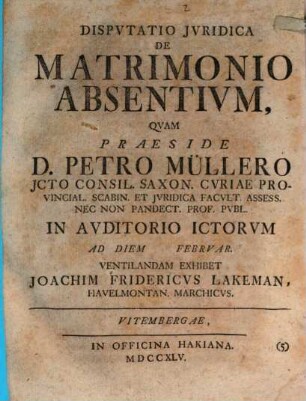 2.
DISPVTATIO JVRIDICA
DE
MATRIMONIO
ABSENTIVM,
QVAM
PRAESIDE
D. PETRO MÜLLERO
JCTO CONSIL. SAXON. CVRIAE PRO-
VINCIAL. SCABIN. ET JVRIDICA FACVLT. ASSESS.
NEC NON PANDECT. PROF. PVBL.
IN AVDITORIO ICTORVM
AD DIEM FEBRVAR.
VENTILANDAM EXHIBET
JOACHIM FRIDERICVS LAKEMAN,
HAVELMONTAN. MARCHICVS.
VITEMBERGAE,
IN OFFICINA HAKIANA.
MDCCXLV.
(5)